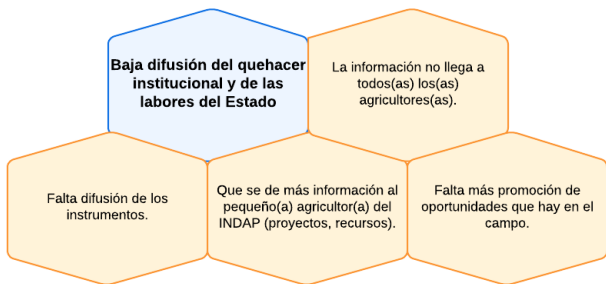 Baja difusión del quehacer
institucional y de las
labores del Estado
La información no llega a
todos(as) los(as)
agricultores(as).
Falta difusión de los
instrumentos.
Que se de más información al
pequeño(a) agricultor(a) del
INDAP (proyectos, recursos).
Falta más promoción de
oportunidades que hay en el
campo.